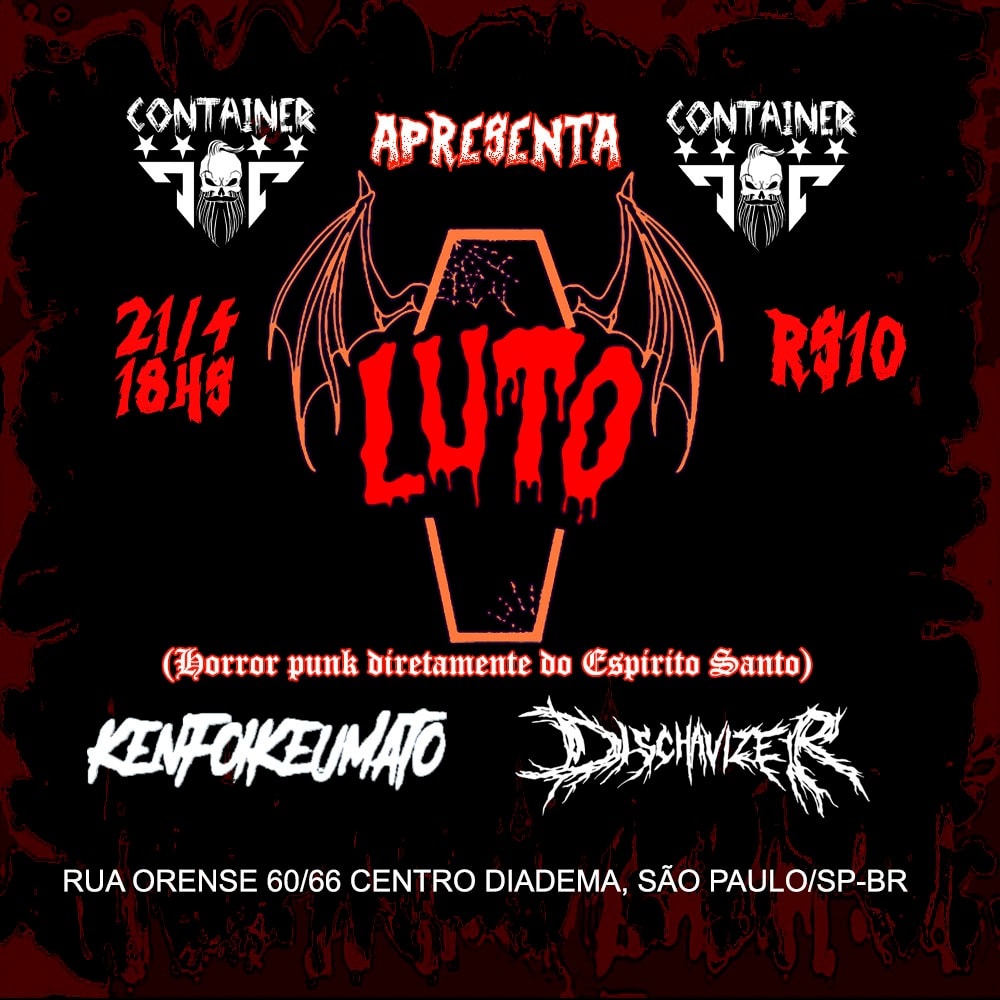 CONTAINER
APRESENTA
CONTAINER
21/4
18HS
R$10
LUTO
(Horror punk diretamente do Espírito Santo)
KENFOIKEUMATO
DISCHAVIZER
RUA ORENSE 60/66 CENTRO DIADEMA, SÃO PAULO/SP-BR